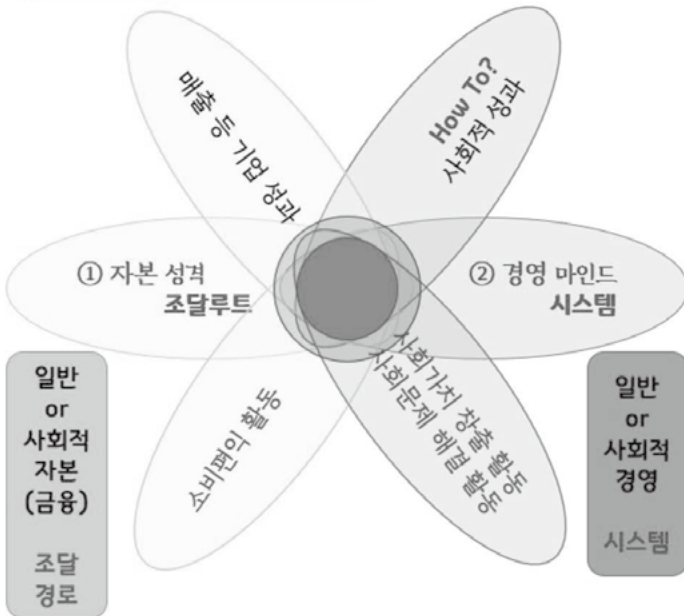 매출 등 기업 성과
How To?
사회적 성과
① 자본 성격
조달루트
② 경영 마인드
시스템
소비편익 활동
사회가치 창출 활동
사회문제 해결 활동
일반
or
사회적
자본
(금융)
조달
경로
일반
or
사회적
경영
시스템